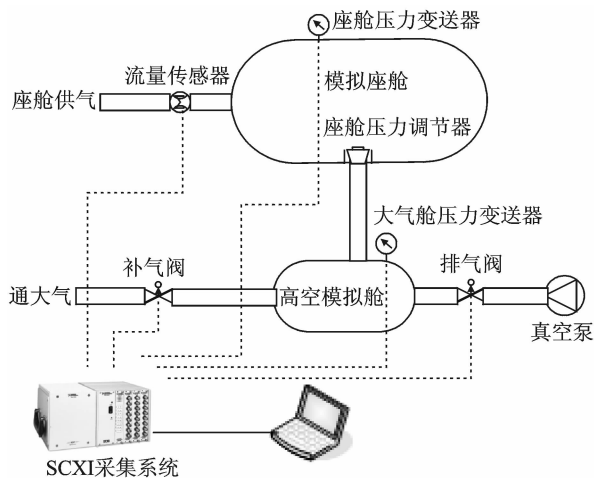 座舱压力变送器
流量传感器
模拟座舱
座舱供气
座舱压力调节器
大气舱压力变送器
补气阀
排气阀
通大气
高空模拟舱
真空泵
SCXI采集系统